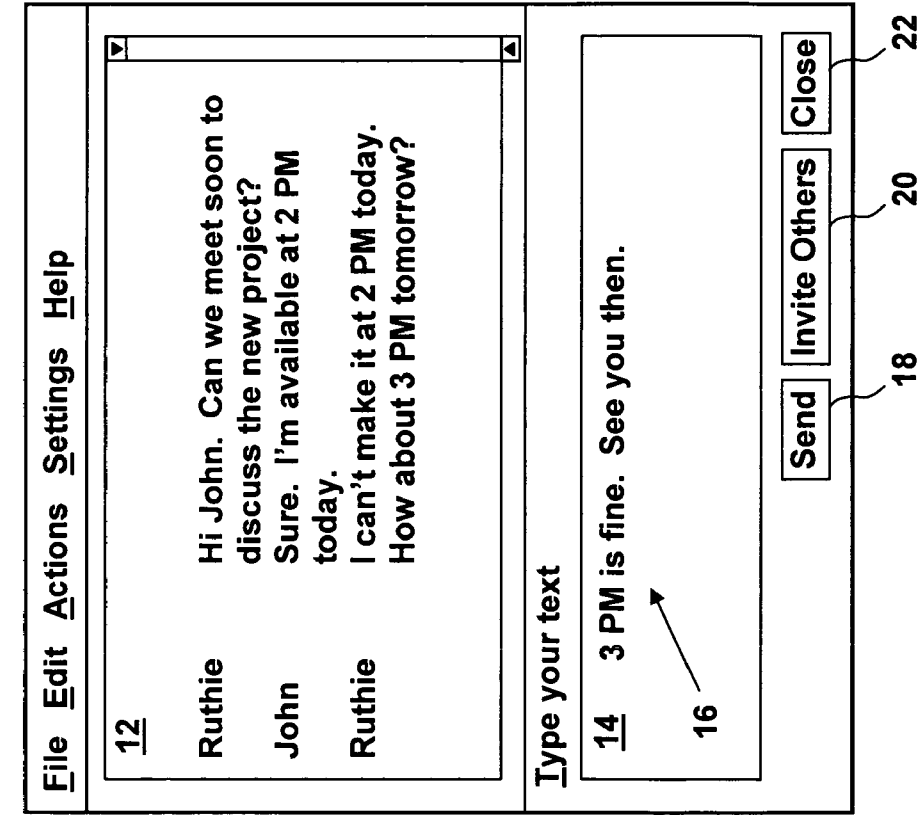 File Edit Actions Settings Help
12
Ruthie Hi John. Can we meet soon to
discuss the new project?
John Sure. I'm available at 2 PM
today.
Ruthie I can't make it at 2 PM today.
How about 3 PM tomorrow?
Type your text
14 3 PM is fine. See you then.
16
Send Invite Others Close
18 20 22